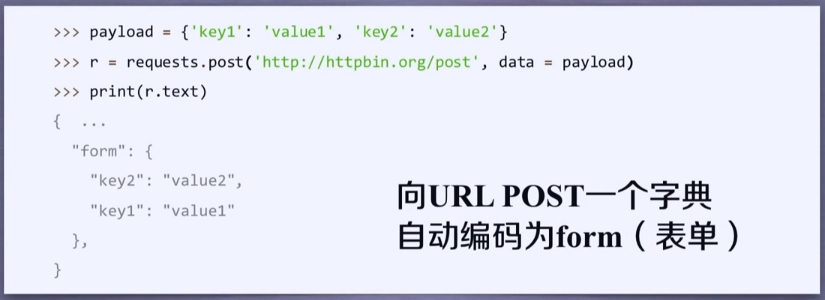 >>> payload = {'key1': 'value1', 'key2': 'value2'}
>>> r = requests.post('http://httpbin.org/post', data = payload)
>>> print(r.text)
{  ...
  "form": {
    "key2": "value2",
    "key1": "value1"
  },
}
向URL POST一个字典
自动编码为form（表单）